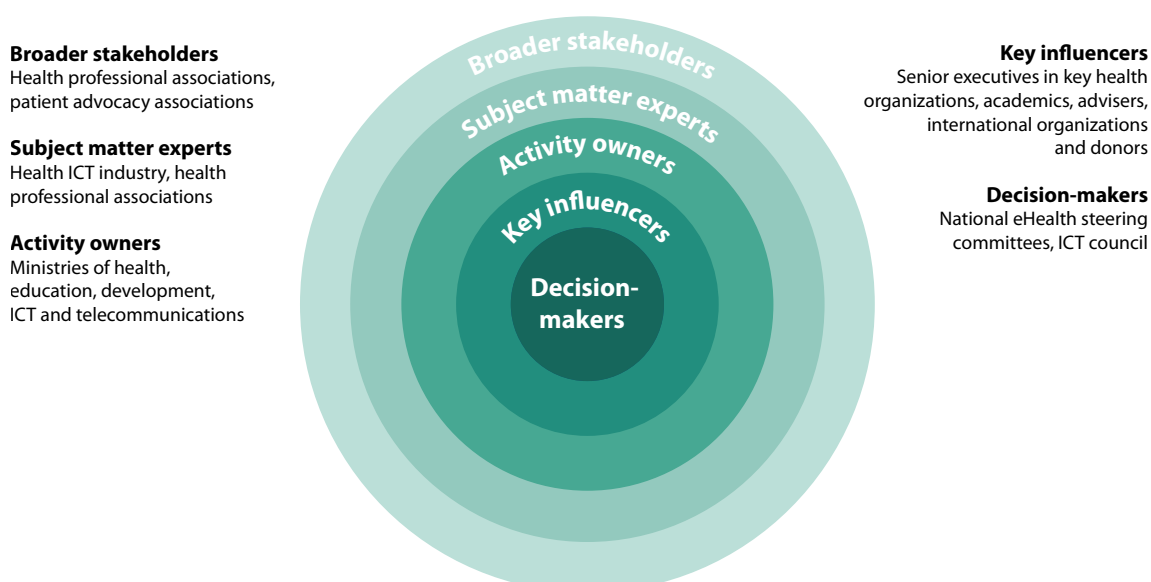 Broader stakeholders
Health professional associations,
patient advocacy associations
Subject matter experts
Health ICT industry, health
professional associations
Activity owners
Ministries of health,
education, development,
ICT and telecommunications
Broader stakeholders
Subject matter experts
Activity owners
Key influencers
Decision-
makers
Key influencers
Senior executives in key health
organizations, academics, advisers,
international organizations
and donors
Decision-makers
National eHealth steering
committees, ICT council